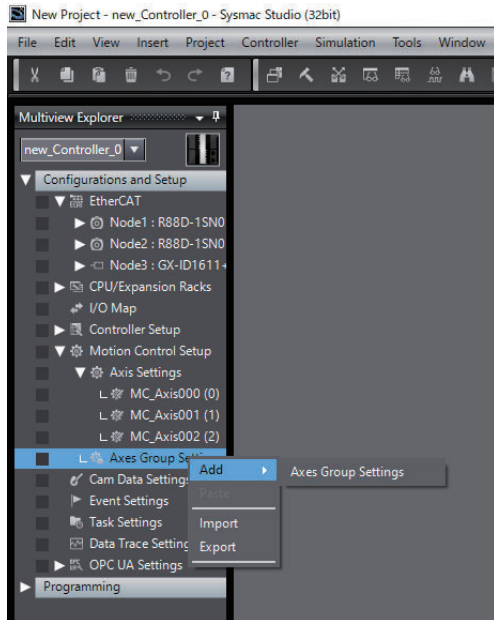 New Project - new_Controller_0 - Sysmac Studio (32bit)
File Edit View Insert Project Controller Simulation Tools Window
Multiview Explorer
new_Controller_0
Configurations and Setup
EtherCAT
Node1 : R88D-1SN0
Node2 : R88D-1SN0
Node3 : GX-ID1611+
CPU/Expansion Racks
I/O Map
Controller Setup
Motion Control Setup
Axis Settings
MC_Axis000 (0)
MC_Axis001 (1)
MC_Axis002 (2)
Axes Group
Add Axes Group Settings
Cam Data Setting
Paste
Event Settings
Task Settings
Import
Data Trace Setting
Export
OPC UA Settings
Programming